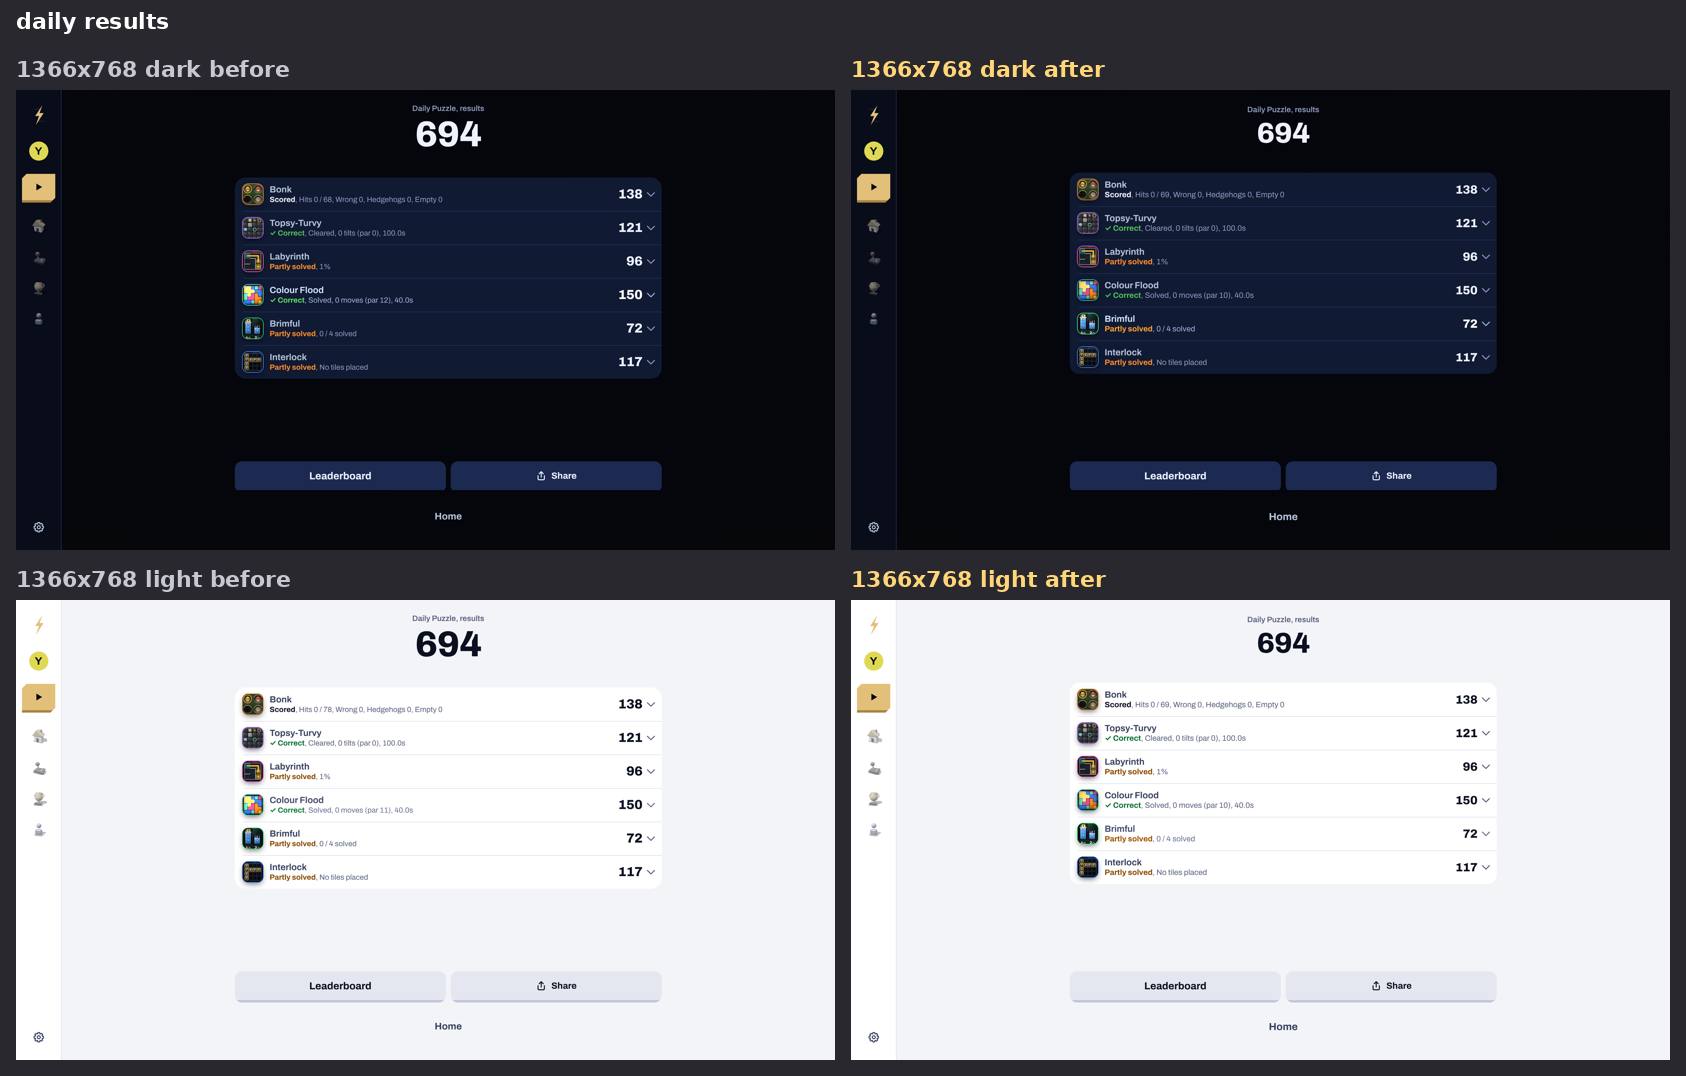 daily results
1366x768 dark before
Y
Daily Puzzle, results
694
Bonk
Scored, Hits 0 / 68, Wrong 0, Hedgehogs 0, Empty 0
138
Topsy-Turvy
✓ Correct, Cleared, 0 tilts (par 0), 100.0s
121
Labyrinth
Partly solved, 1%
96
Colour Flood
✓ Correct, Solved, 0 moves (par 12), 40.0s
150
Brimful
Partly solved, 0 / 4 solved
72
Interlock
Partly solved, No tiles placed
117
Leaderboard
Share
Home
1366x768 dark after
Y
Daily Puzzle, results
694
Bonk
Scored, Hits 0 / 69, Wrong 0, Hedgehogs 0, Empty 0
138
Topsy-Turvy
✓ Correct, Cleared, 0 tilts (par 0), 100.0s
121
Labyrinth
Partly solved, 1%
96
Colour Flood
✓ Correct, Solved, 0 moves (par 10), 40.0s
150
Brimful
Partly solved, 0 / 4 solved
72
Interlock
Partly solved, No tiles placed
117
Leaderboard
Share
Home
1366x768 light before
Y
Daily Puzzle, results
694
Bonk
Scored, Hits 0 / 78, Wrong 0, Hedgehogs 0, Empty 0
138
Topsy-Turvy
✓ Correct, Cleared, 0 tilts (par 0), 100.0s
121
Labyrinth
Partly solved, 1%
96
Colour Flood
✓ Correct, Solved, 0 moves (par 11), 40.0s
150
Brimful
Partly solved, 0 / 4 solved
72
Interlock
Partly solved, No tiles placed
117
Leaderboard
Share
Home
1366x768 light after
Y
Daily Puzzle, results
694
Bonk
Scored, Hits 0 / 69, Wrong 0, Hedgehogs 0, Empty 0
138
Topsy-Turvy
✓ Correct, Cleared, 0 tilts (par 0), 100.0s
121
Labyrinth
Partly solved, 1%
96
Colour Flood
✓ Correct, Solved, 0 moves (par 10), 40.0s
150
Brimful
Partly solved, 0 / 4 solved
72
Interlock
Partly solved, No tiles placed
117
Leaderboard
Share
Home